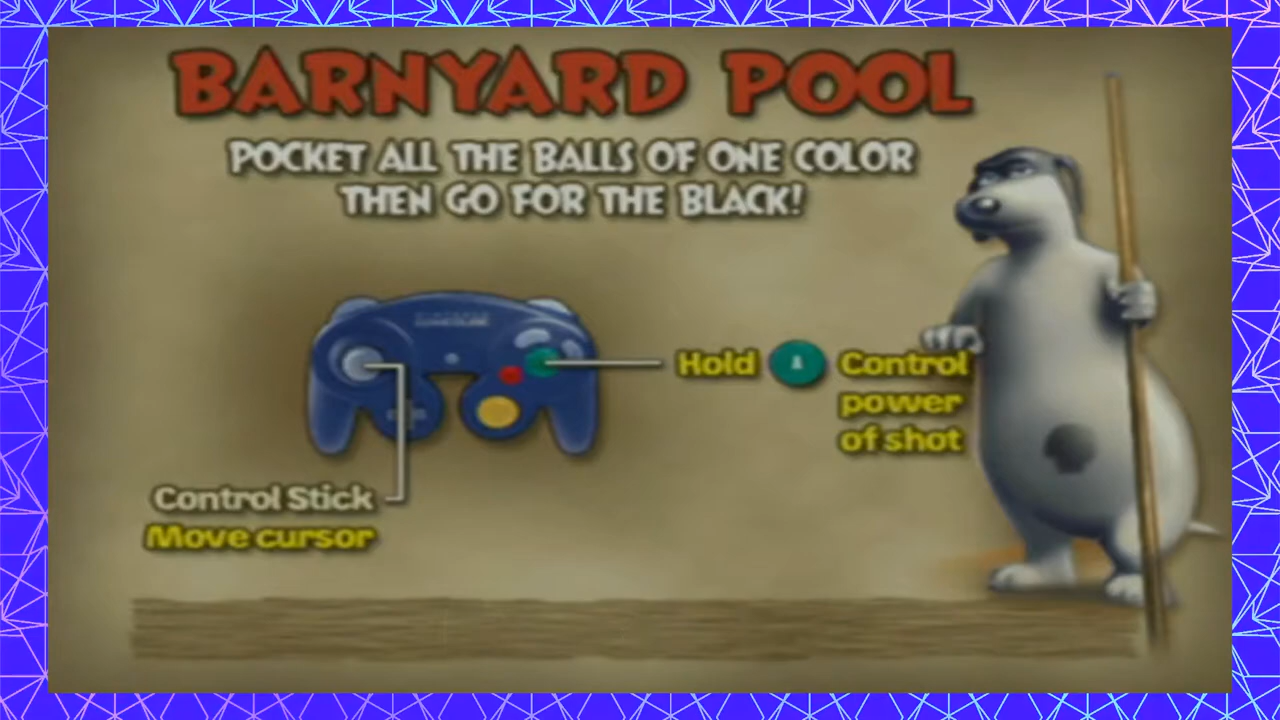 BARNYARD POOL
POCKET ALL THE BALLS OF ONE COLOR
THEN GO FOR THE BLACK!
Hold A Control
power
of shot
Control Stick
Move cursor